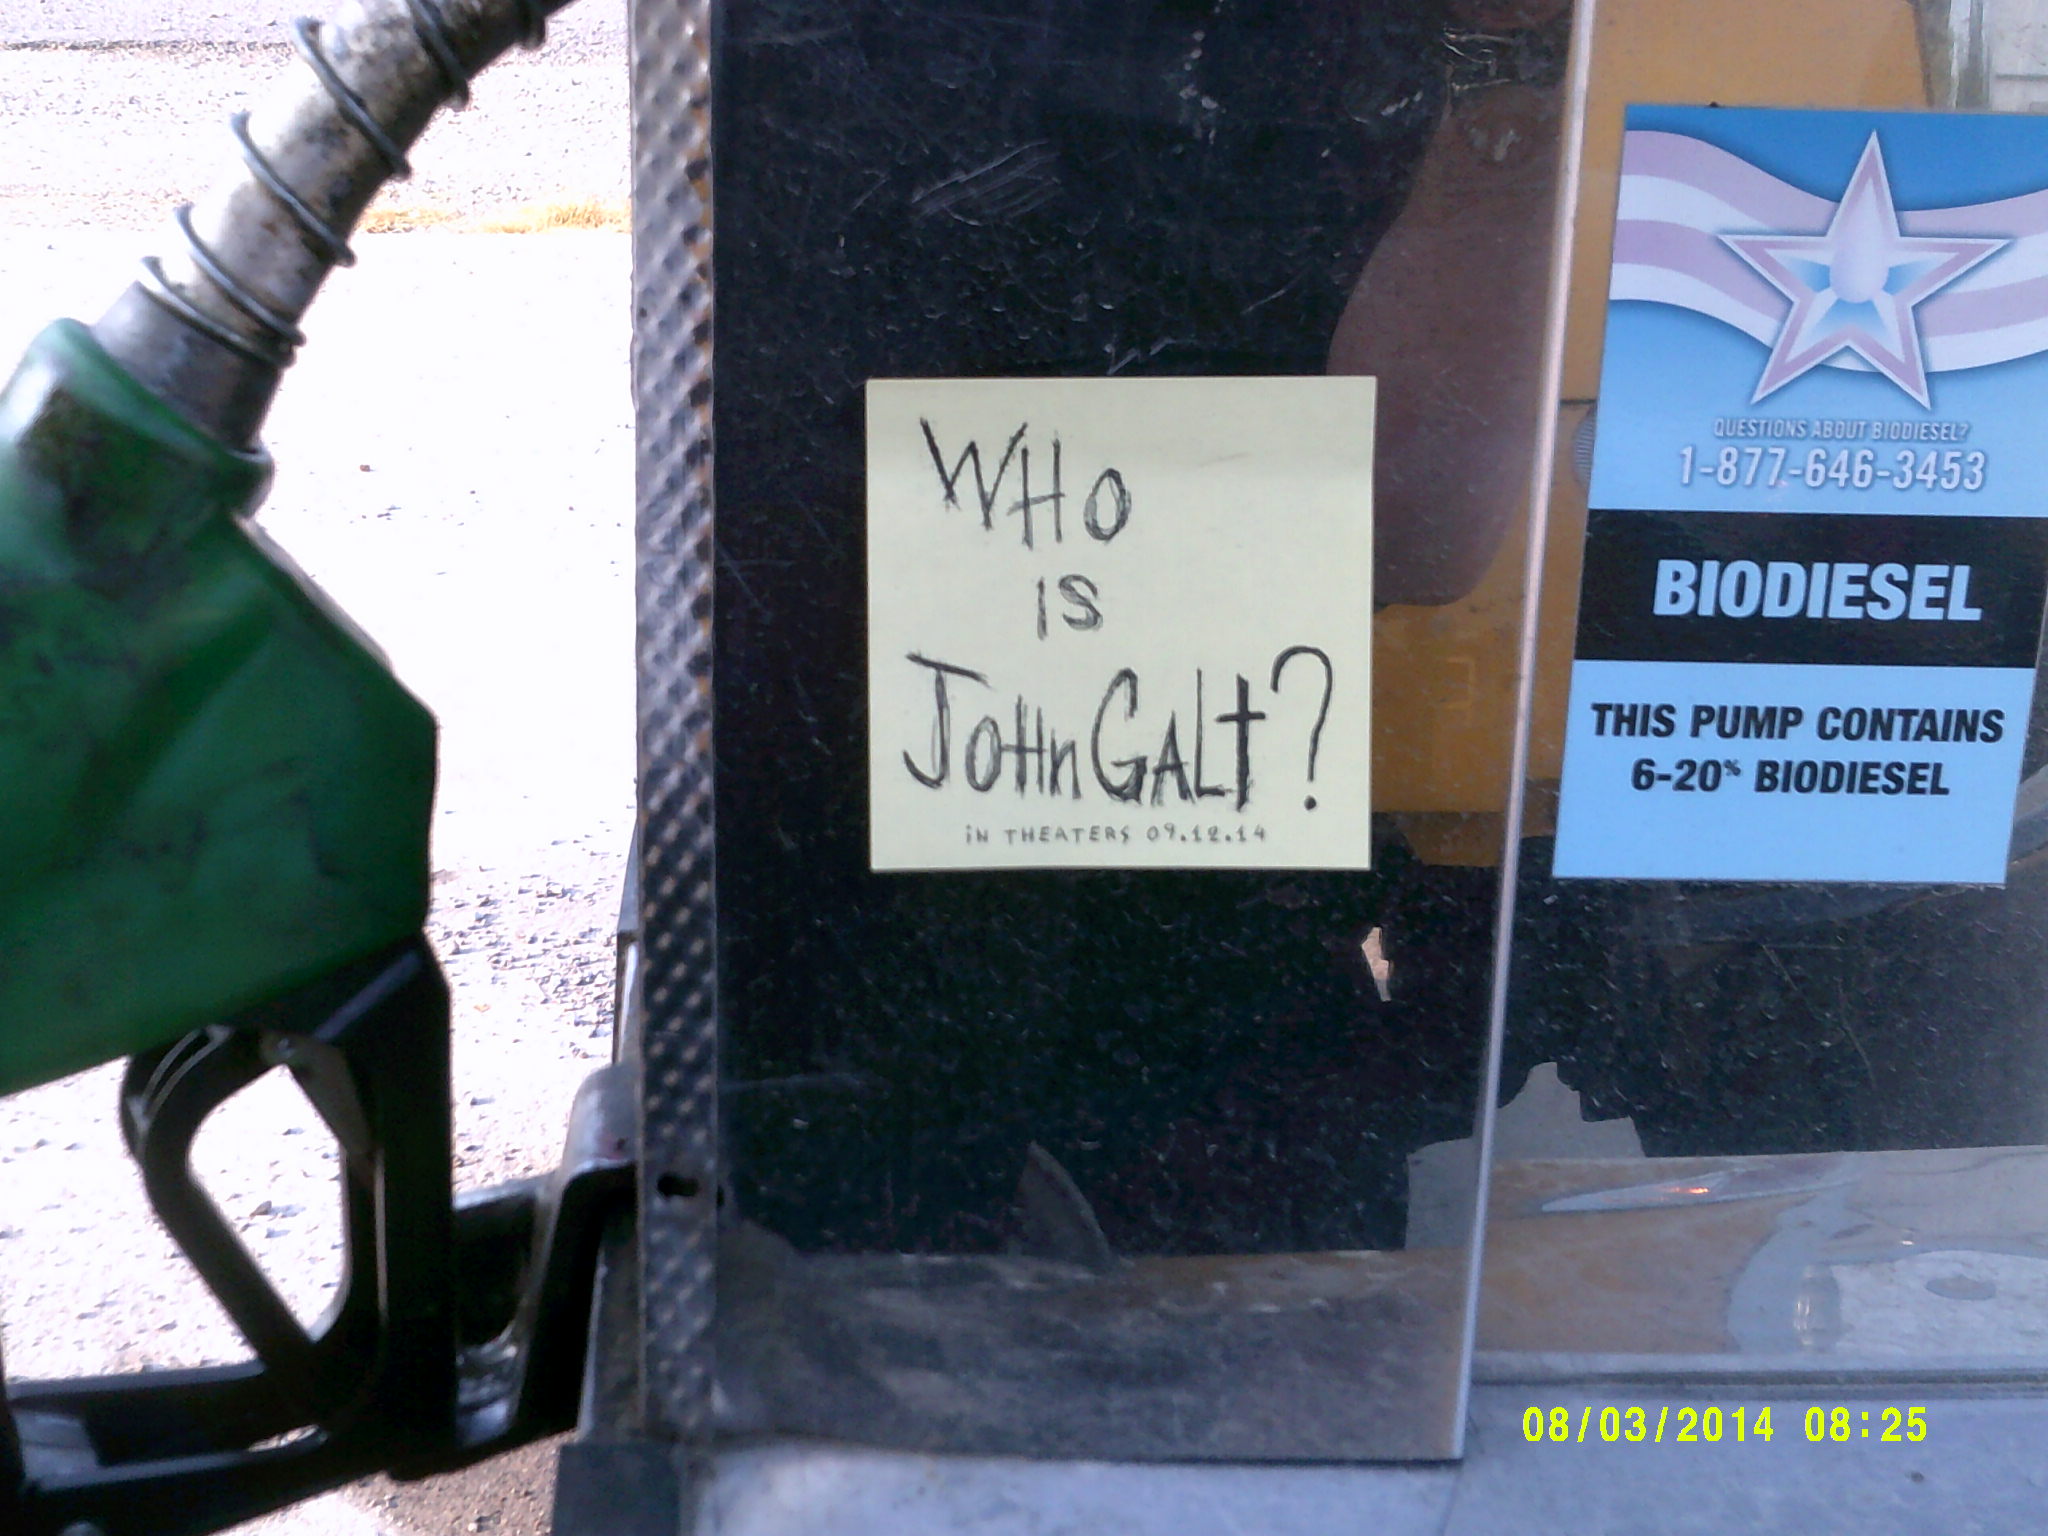 WHO
IS
JOHn GALt?
iN THEATERS 09.12.14
QUESTIONS ABOUT BIODIESEL?
1-877-646-3453
BIODIESEL
THIS PUMP CONTAINS
6-20% BIODIESEL
08/03/2014 08:25